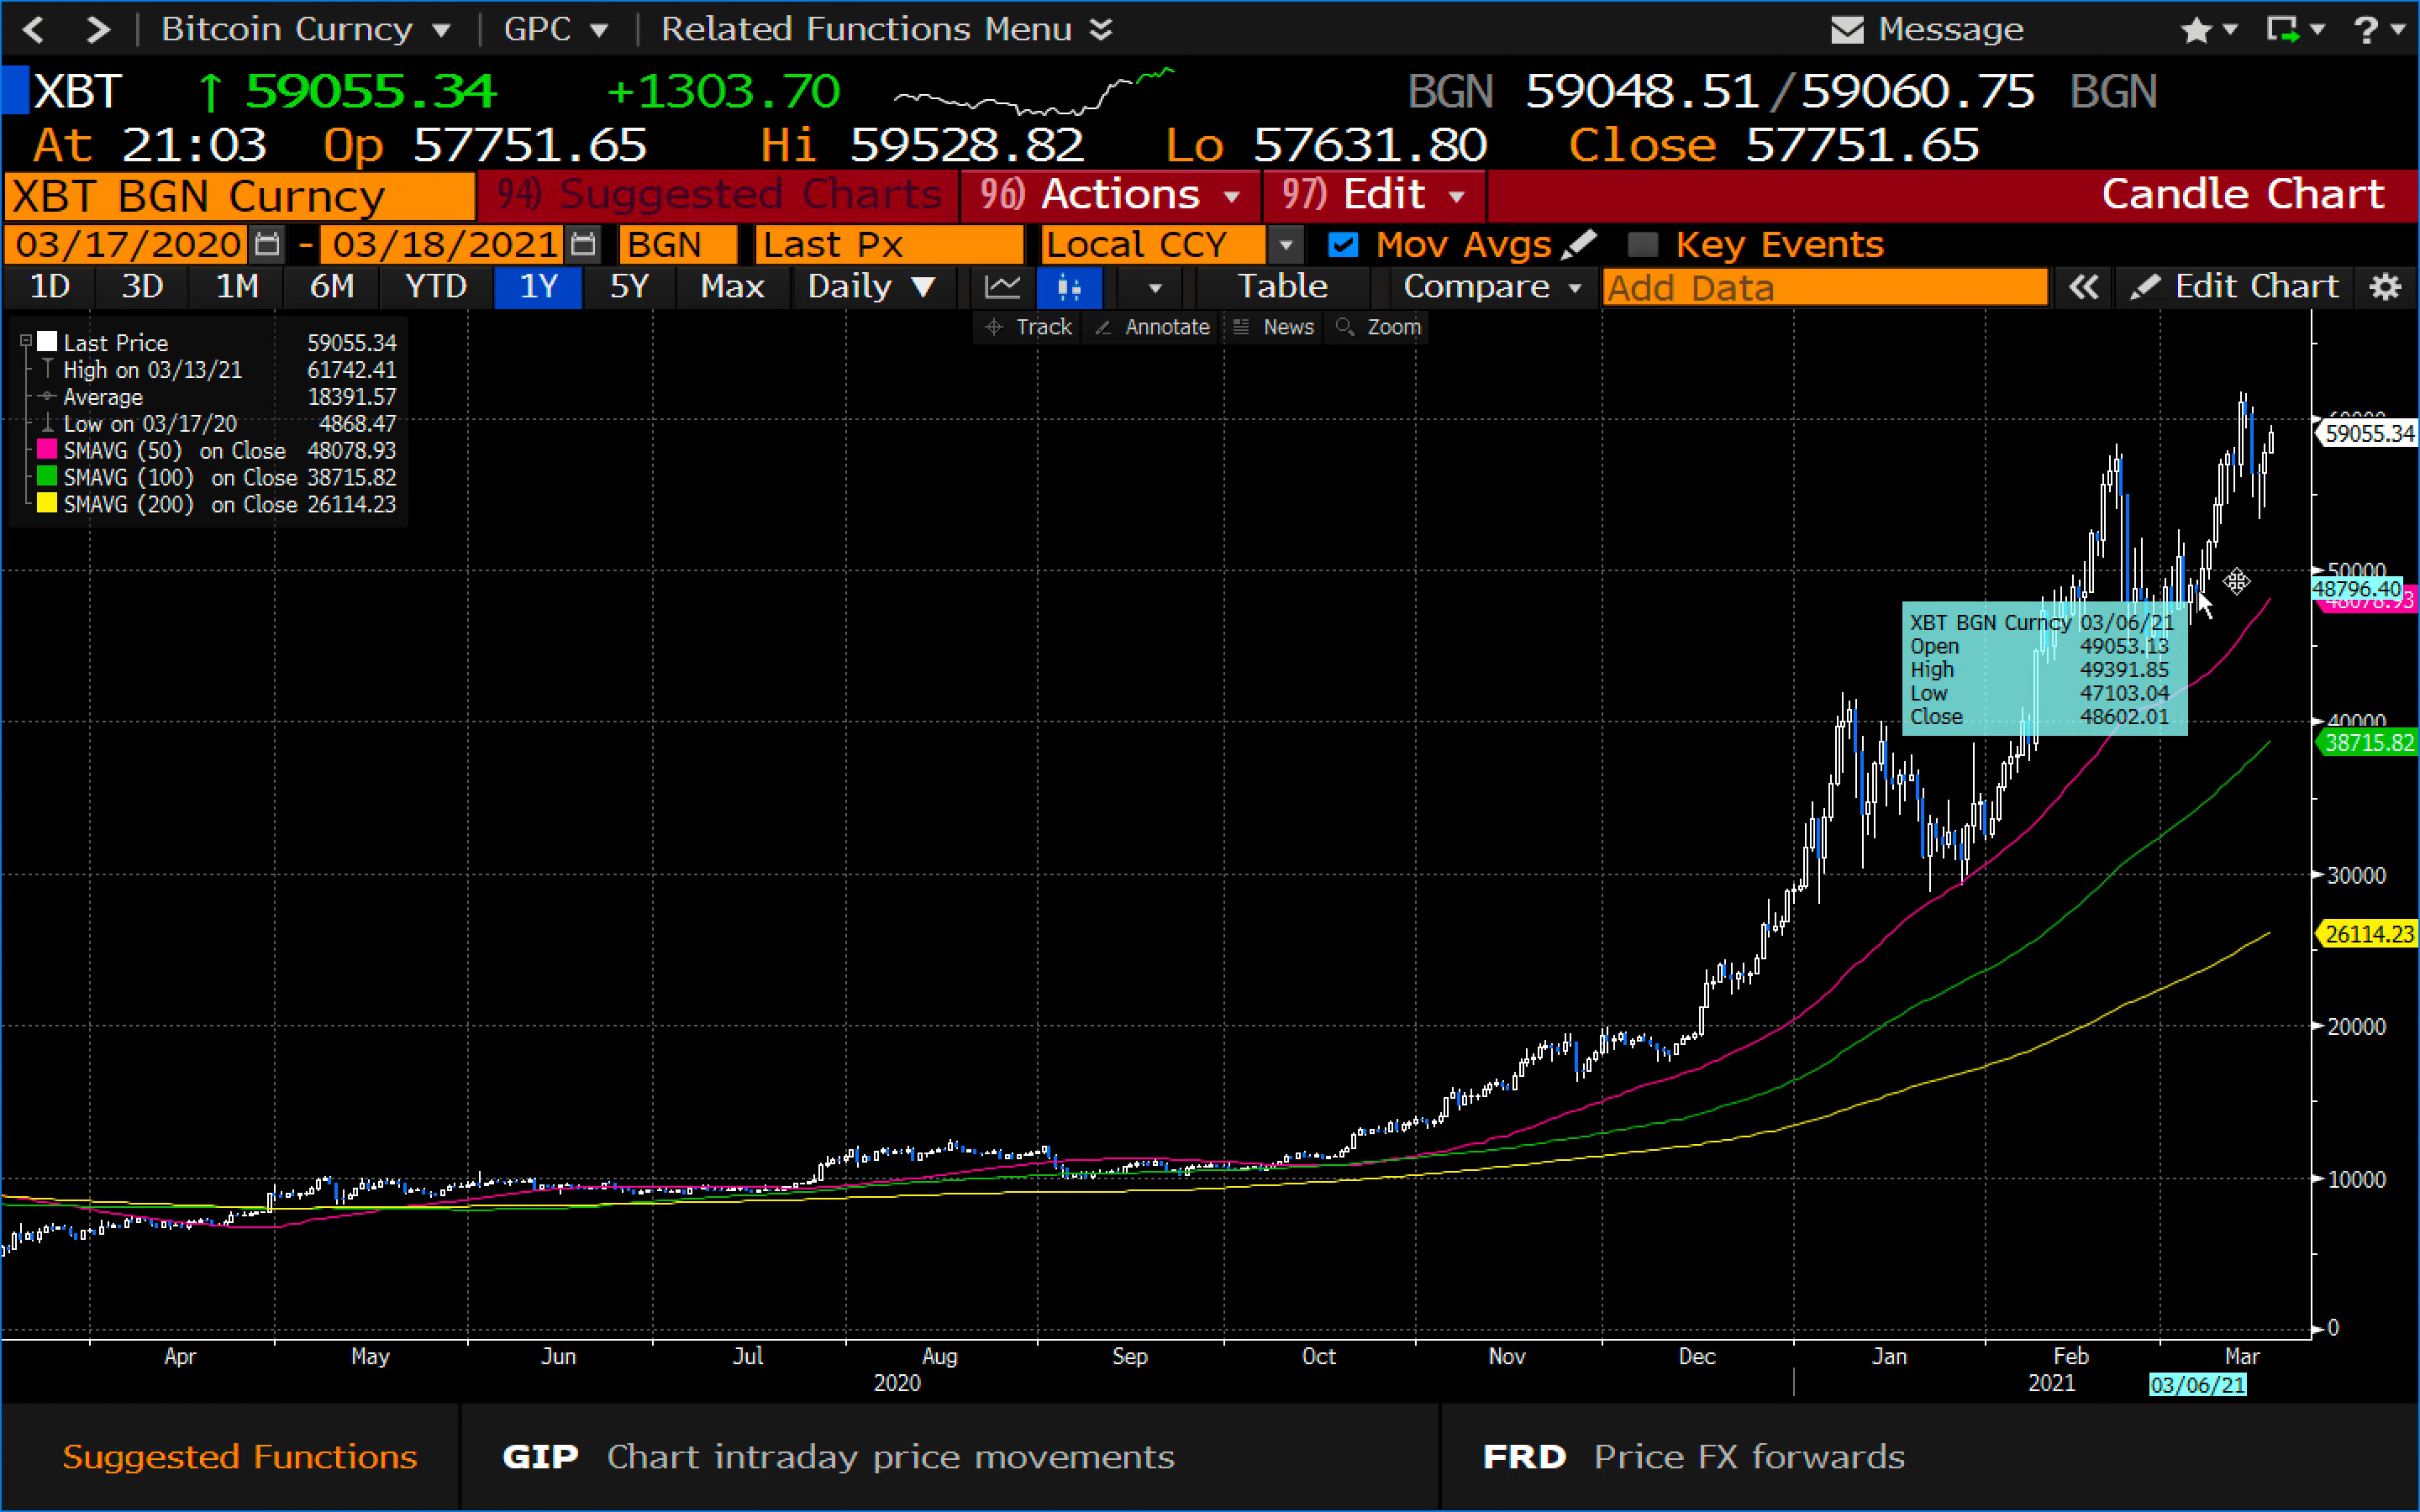 Bitcoin Curncy GPC Related Functions Menu Message ?
XBT ↑ 59055.34 +1303.70 BGN 59048.51/59060.75 BGN
At 21:03 Op 57751.65 Hi 59528.82 Lo 57631.80 Close 57751.65
XBT BGN Curncy 94) Suggested Charts 96) Actions 97) Edit Candle Chart
03/17/2020 - 03/18/2021 BGN Last Px Local CCY Mov Avgs Key Events
1D 3D 1M 6M YTD 1Y 5Y Max Daily Table Compare Add Data Edit Chart
Track Annotate News Zoom
Last Price 59055.34
High on 03/13/21 61742.41
Average 18391.57
Low on 03/17/20 4868.47
SMAVG (50) on Close 48078.93
SMAVG (100) on Close 38715.82
SMAVG (200) on Close 26114.23
60000
59055.34
50000
48796.40
48078.93
XBT BGN Curncy 03/06/21
Open 49053.13
High 49391.85
Low 47103.04
Close 48602.01
40000
38715.82
30000
26114.23
20000
10000
0
Apr May Jun Jul Aug Sep Oct Nov Dec Jan Feb Mar
2020 2021 03/06/21
Suggested Functions GIP Chart intraday price movements FRD Price FX forwards